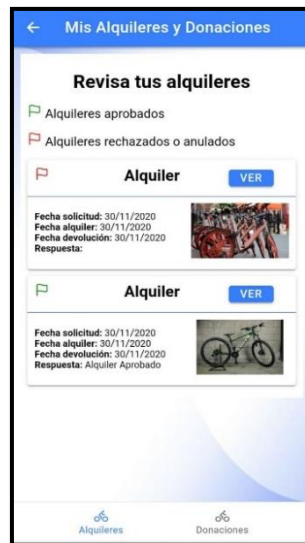 Mis Alquileres y Donaciones
Revisa tus alquileres
Alquileres aprobados
Alquileres rechazados o anulados
Alquiler
VER
Fecha solicitud: 30/11/2020
Fecha alquiler: 30/11/2020
Fecha devolución: 30/11/2020
Respuesta:
Alquiler
VER
Fecha solicitud: 30/11/2020
Fecha alquiler: 30/11/2020
Fecha devolución: 30/11/2020
Respuesta: Alquiler Aprobado
Alquileres
Donaciones